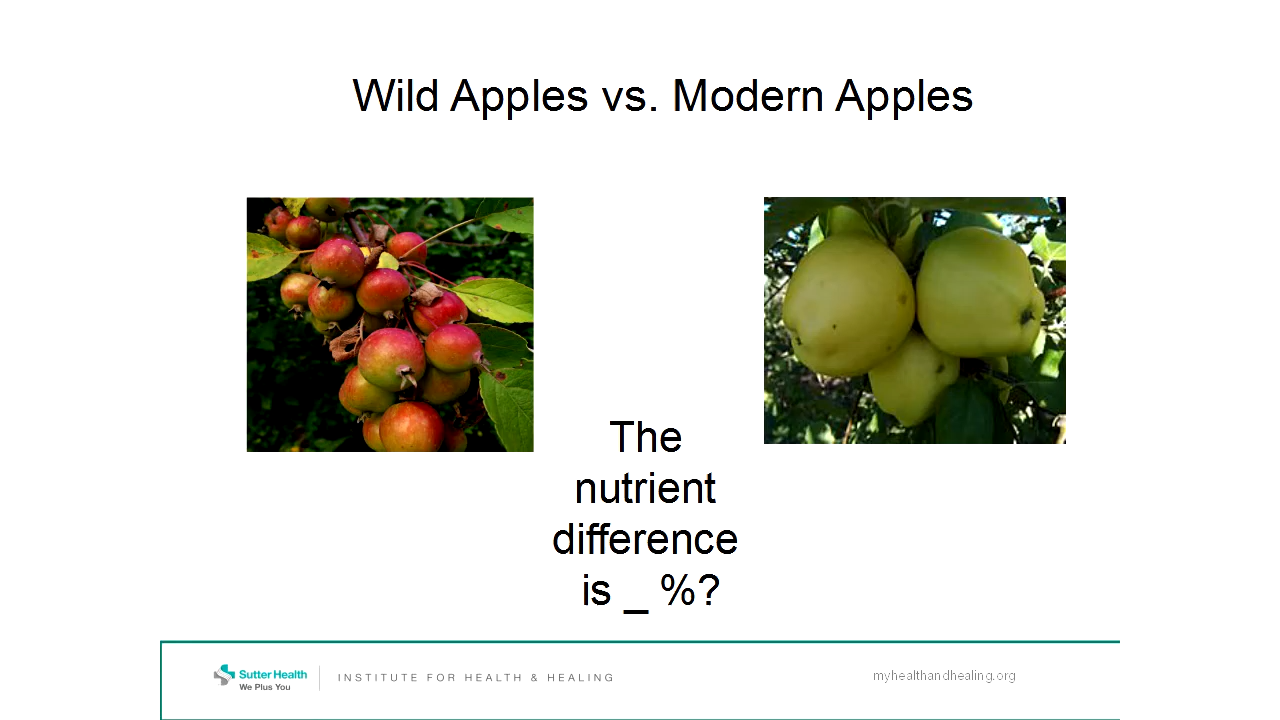 Wild Apples vs. Modern Apples
The
nutrient
difference
is _ %?
Sutter Health
We Plus You
INSTITUTE FOR HEALTH & HEALING
myhealthandhealing.org